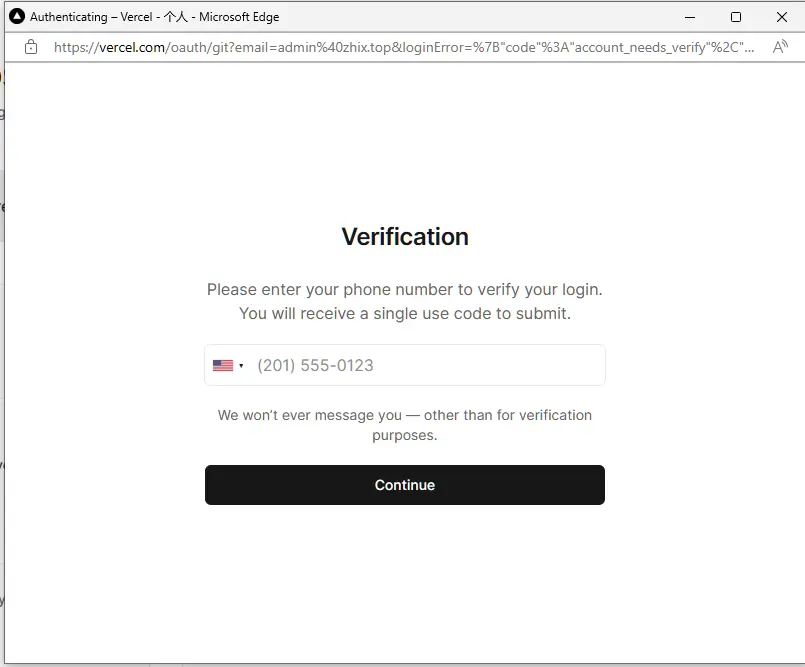 Authenticating – Vercel - 个人 - Microsoft Edge
https://vercel.com/oauth/git?email=admin%40zhix.top&loginError=%7B"code"%3A"account_needs_verify"%2C"...
Verification
Please enter your phone number to verify your login.
You will receive a single use code to submit.
(201) 555-0123
We won’t ever message you — other than for verification
purposes.
Continue